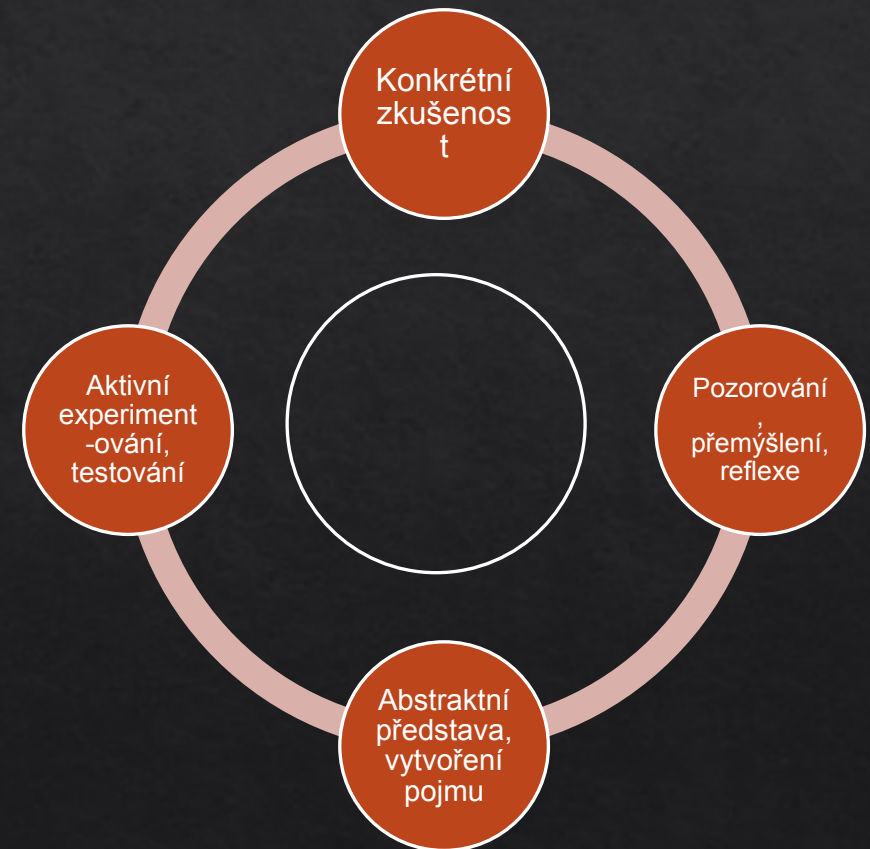 Konkrétní
zkušenos
t
Pozorování
,
přemýšlení,
reflexe
Abstraktní
představa,
vytvoření
pojmu
Aktivní
experiment
-ování,
testování